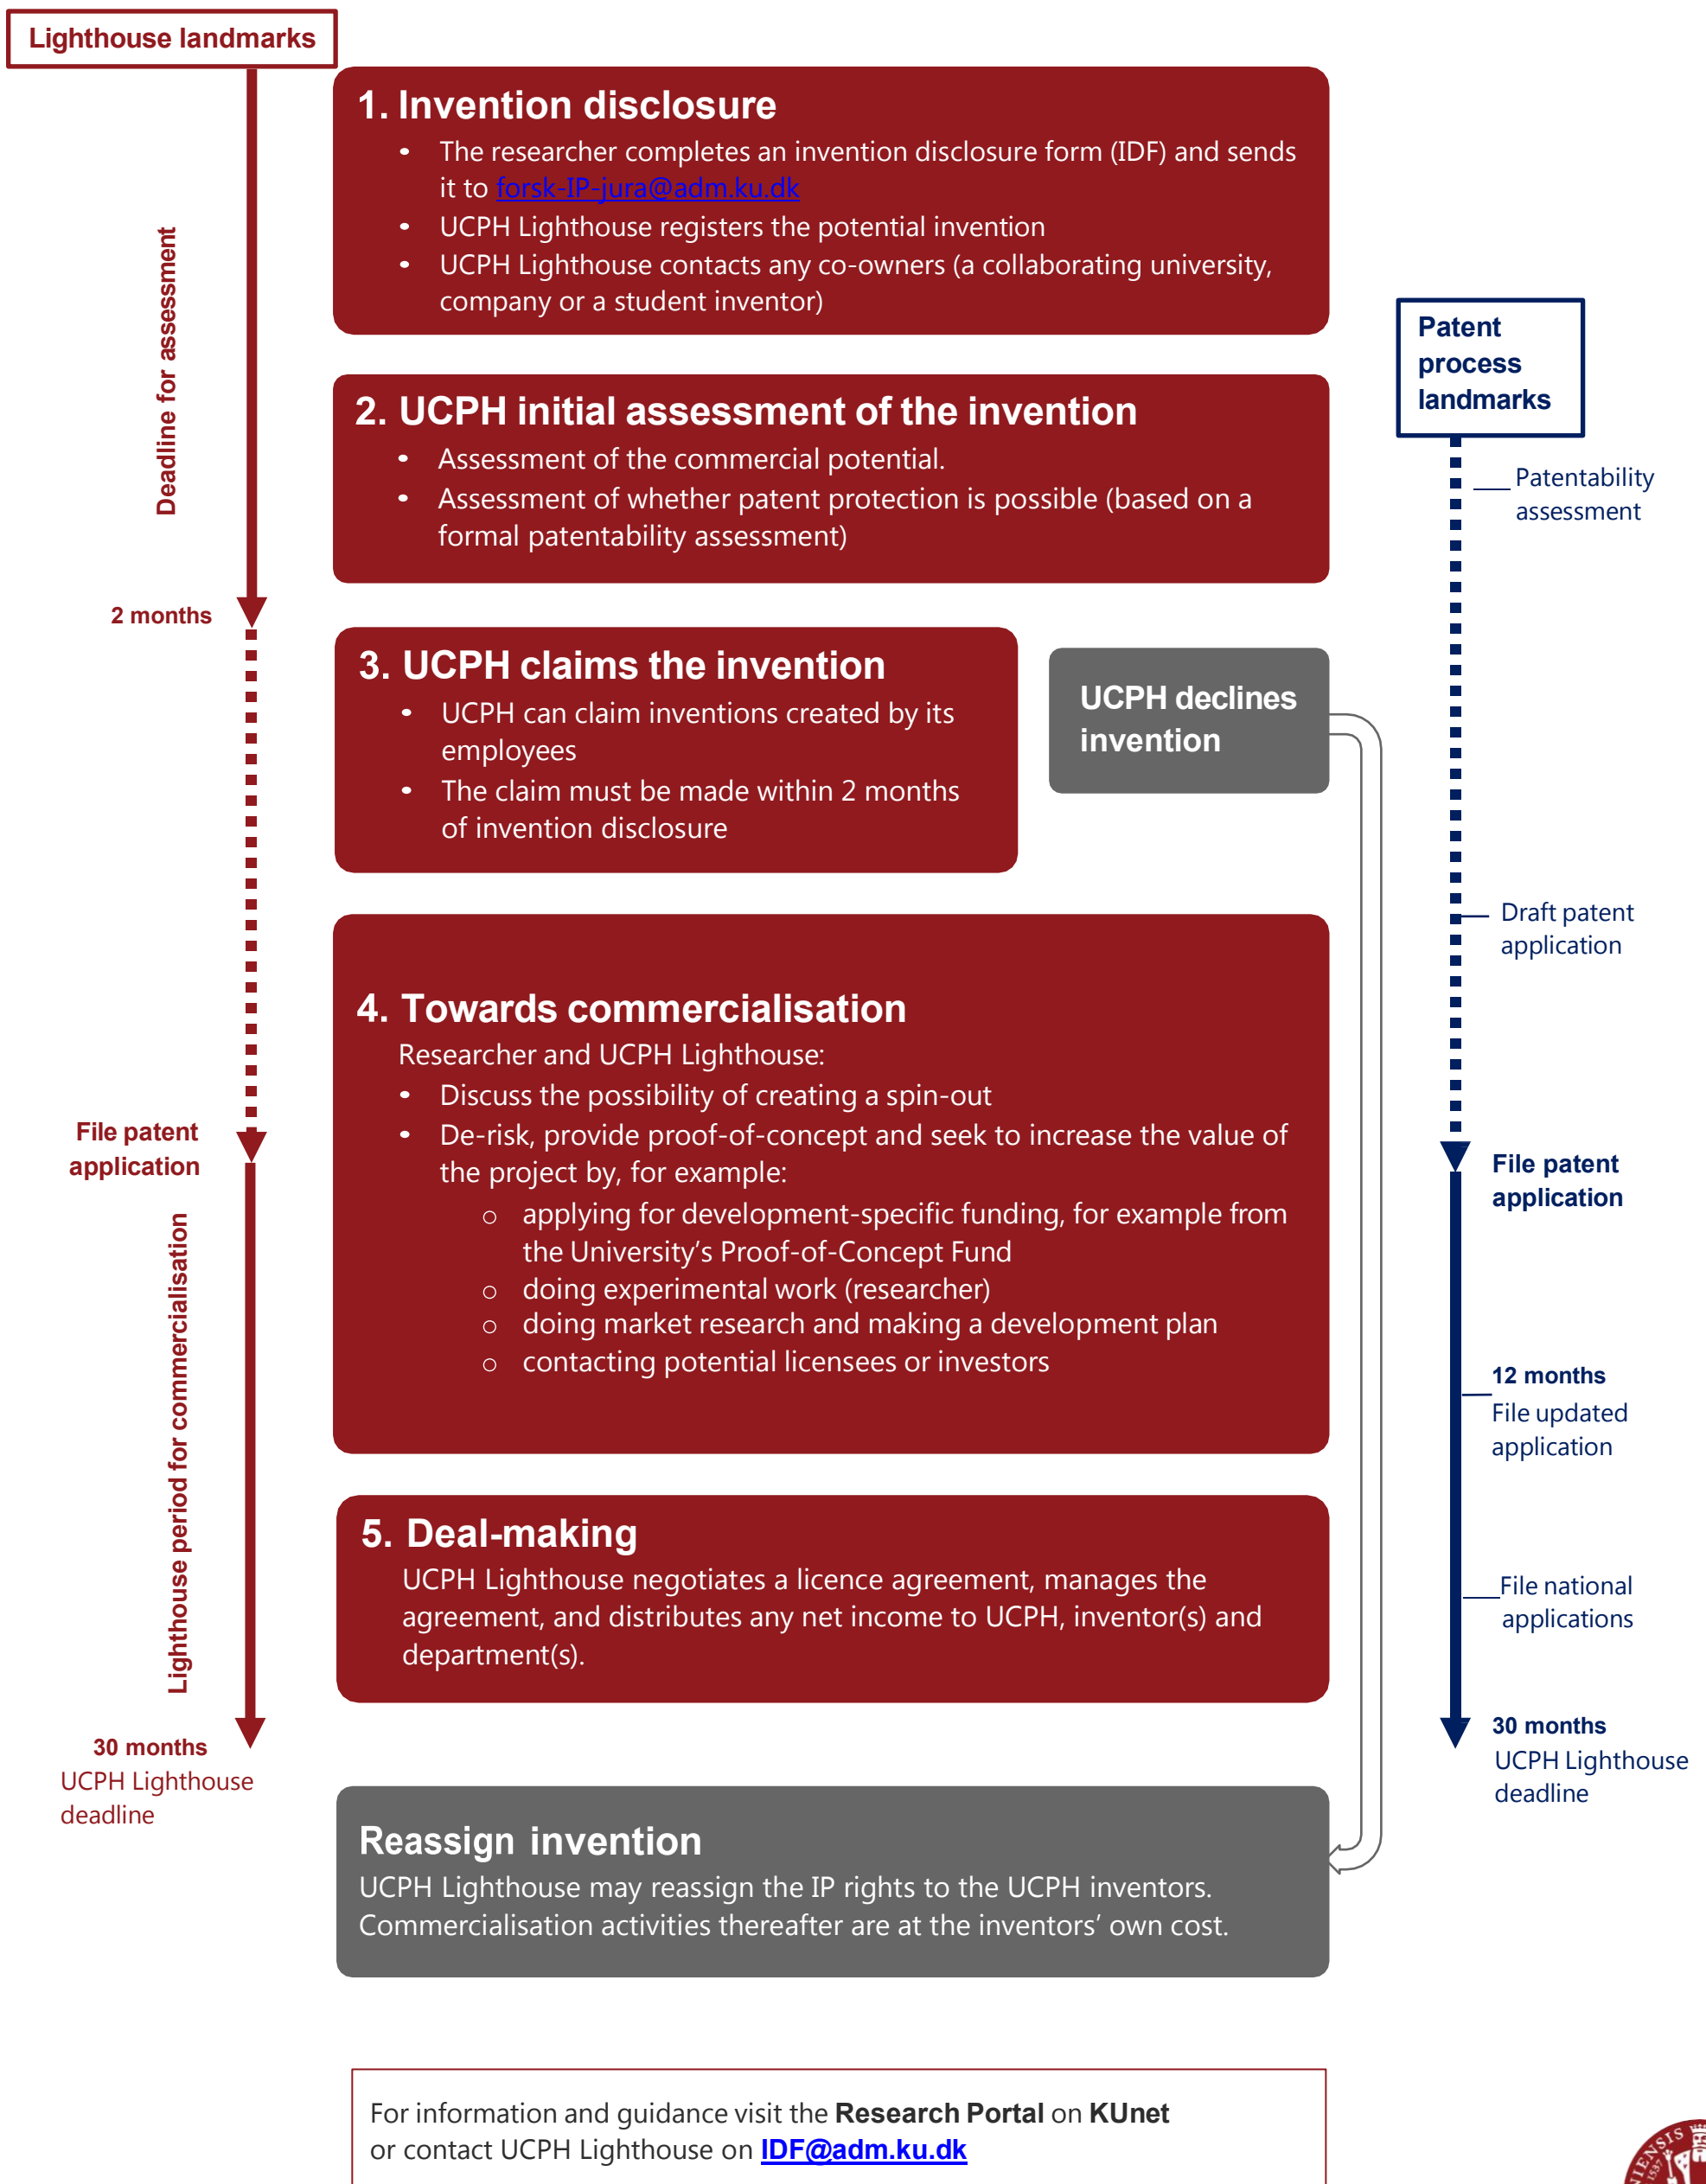 Lighthouse landmarks
1. Invention disclosure
• The researcher completes an invention disclosure form (IDF) and sends
it to forsk-IP-jura@adm.ku.dk
• UCPH Lighthouse registers the potential invention
• UCPH Lighthouse contacts any co-owners (a collaborating university,
company or a student inventor)
Deadline for assessment
Patent
process
landmarks
2. UCPH initial assessment of the invention
• Assessment of the commercial potential.
• Assessment of whether patent protection is possible (based on a
formal patentability assessment)
Patentability
assessment
2 months
3. UCPH claims the invention
• UCPH can claim inventions created by its
employees
• The claim must be made within 2 months
of invention disclosure
UCPH declines
invention
Draft patent
application
4. Towards commercialisation
Researcher and UCPH Lighthouse:
• Discuss the possibility of creating a spin-out
• De-risk, provide proof-of-concept and seek to increase the value of
the project by, for example:
o applying for development-specific funding, for example from
the University’s Proof-of-Concept Fund
o doing experimental work (researcher)
o doing market research and making a development plan
o contacting potential licensees or investors
File patent
application
File patent
application
Lighthouse period for commercialisation
12 months
File updated
application
5. Deal-making
UCPH Lighthouse negotiates a licence agreement, manages the
agreement, and distributes any net income to UCPH, inventor(s) and
department(s).
File national
applications
30 months
UCPH Lighthouse
deadline
30 months
UCPH Lighthouse
deadline
Reassign invention
UCPH Lighthouse may reassign the IP rights to the UCPH inventors.
Commercialisation activities thereafter are at the inventors’ own cost.
For information and guidance visit the Research Portal on KUnet
or contact UCPH Lighthouse on IDF@adm.ku.dk